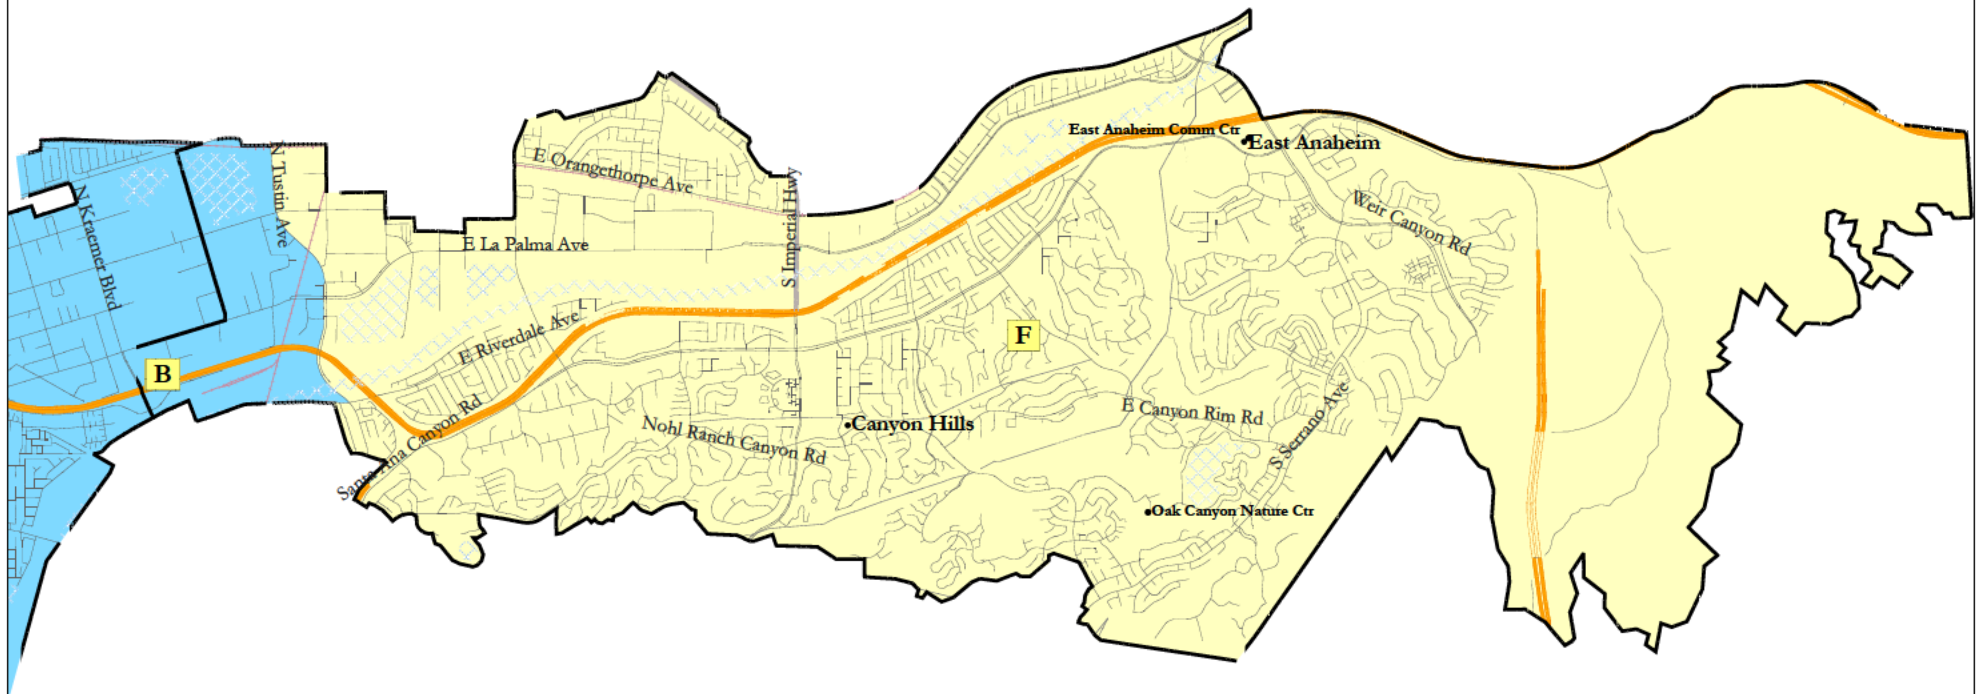 East Anaheim Comm Ctr
East Anaheim
N Tustin Ave
E Orangethorpe Ave
N Kraemer Blvd
S Imperial Hwy
Weir Canyon Rd
E La Palma Ave
E Riverdale Ave
F
B
Santa Ana Canyon Rd
Nohl Ranch Canyon Rd
Canyon Hills
E Canyon Rim Rd
S Serrano Ave
Oak Canyon Nature Ctr